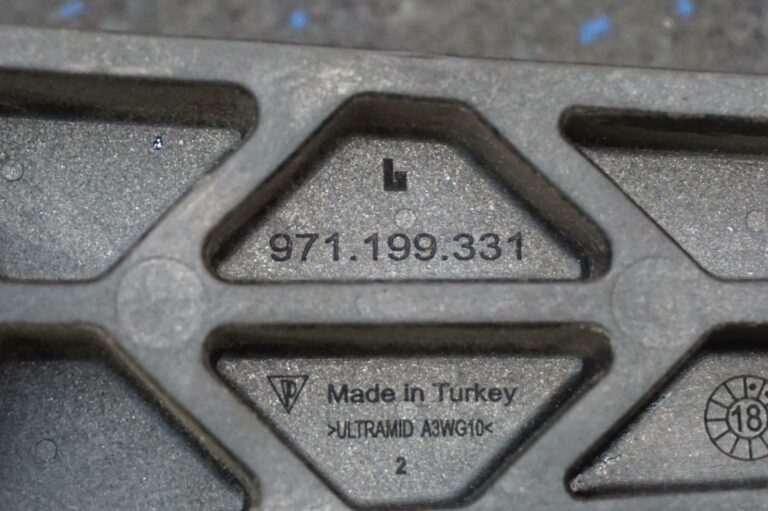 971.199.331
Made in Turkey
>ULTRAMID A3WG10<
2
18